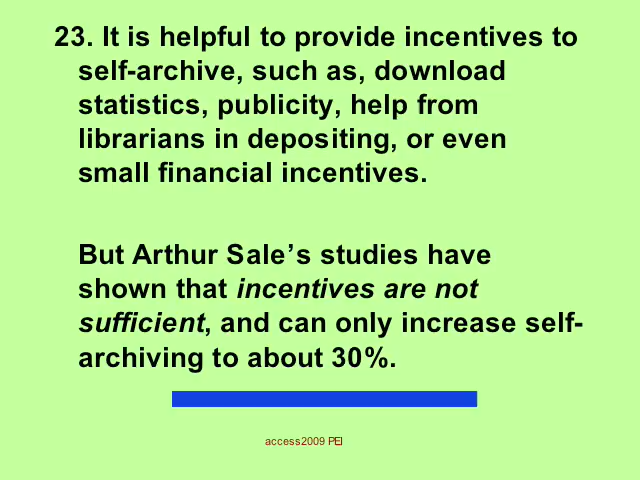 23. It is helpful to provide incentives to
self-archive, such as, download
statistics, publicity, help from
librarians in depositing, or even
small financial incentives.
But Arthur Sale’s studies have
shown that incentives are not
sufficient, and can only increase self-
archiving to about 30%.
access2009 PEI